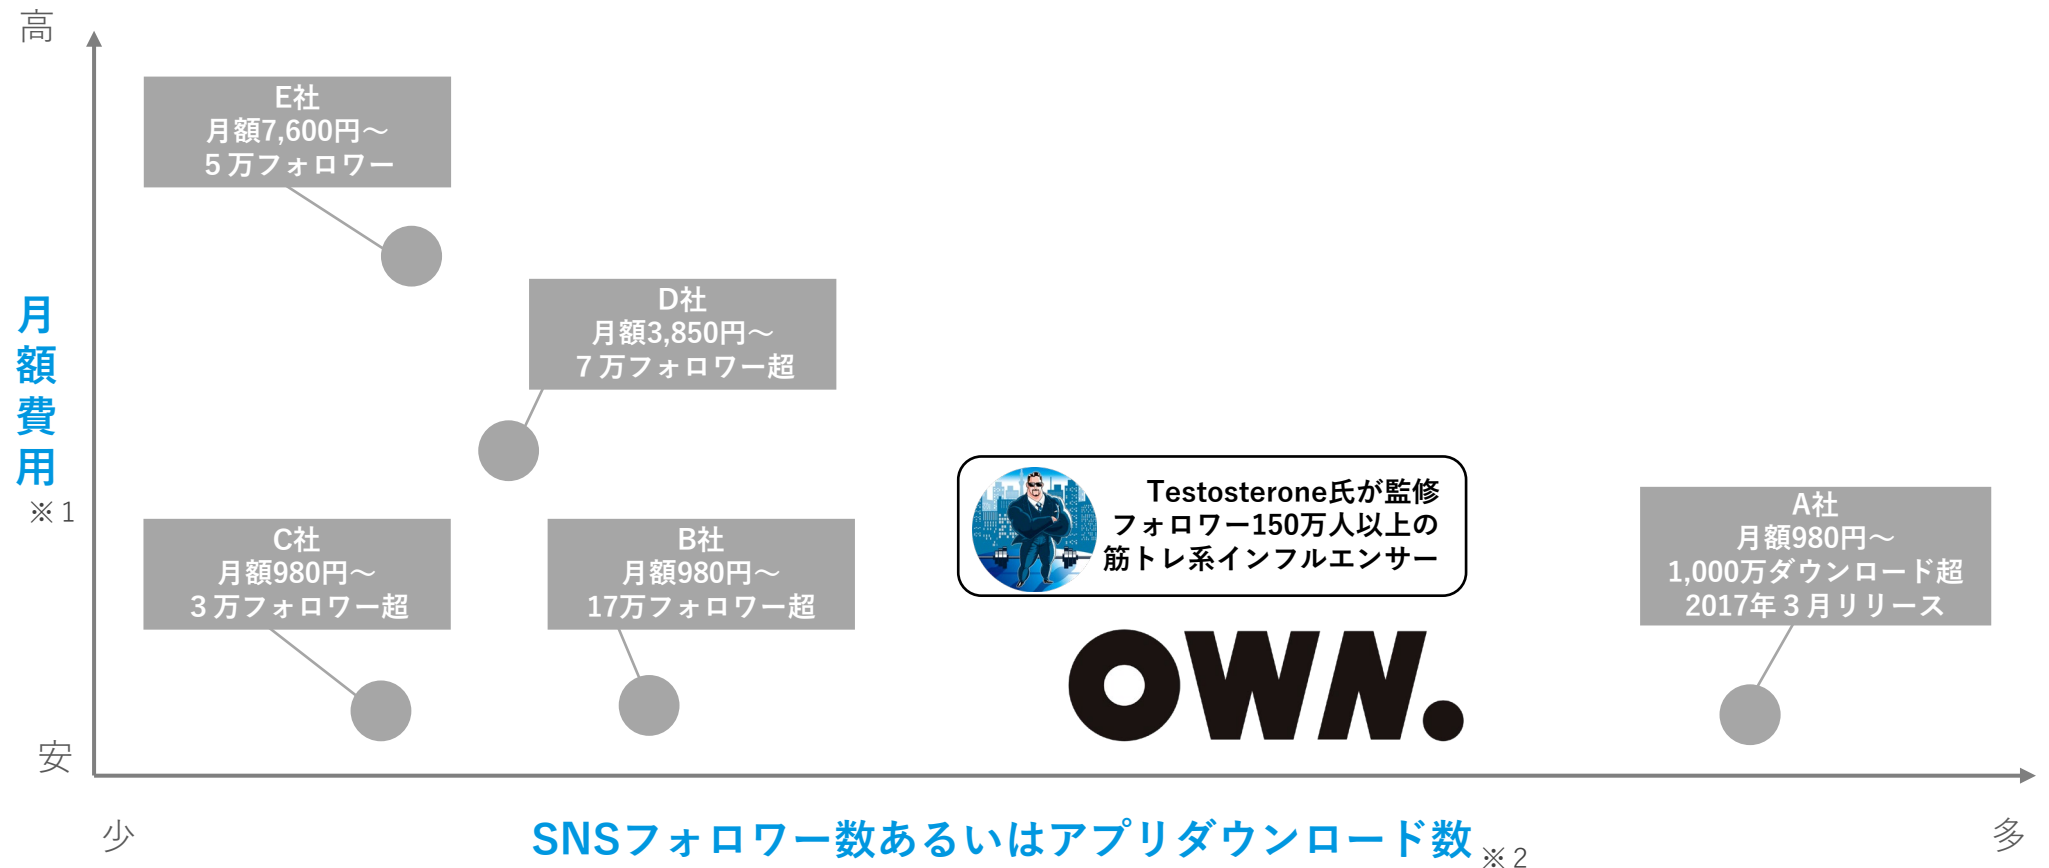 高
E社
月額7,600円～
５万フォロワー
D社
月額3,850円～
７万フォロワー超
月額費用
※1
C社
月額980円～
３万フォロワー超
B社
月額980円～
17万フォロワー超
Testosterone氏が監修
フォロワー150万人以上の
筋トレ系インフルエンサー
A社
月額980円～
1,000万ダウンロード超
2017年３月リリース
OWN.
安
少
SNSフォロワー数あるいはアプリダウンロード数 ※2
多